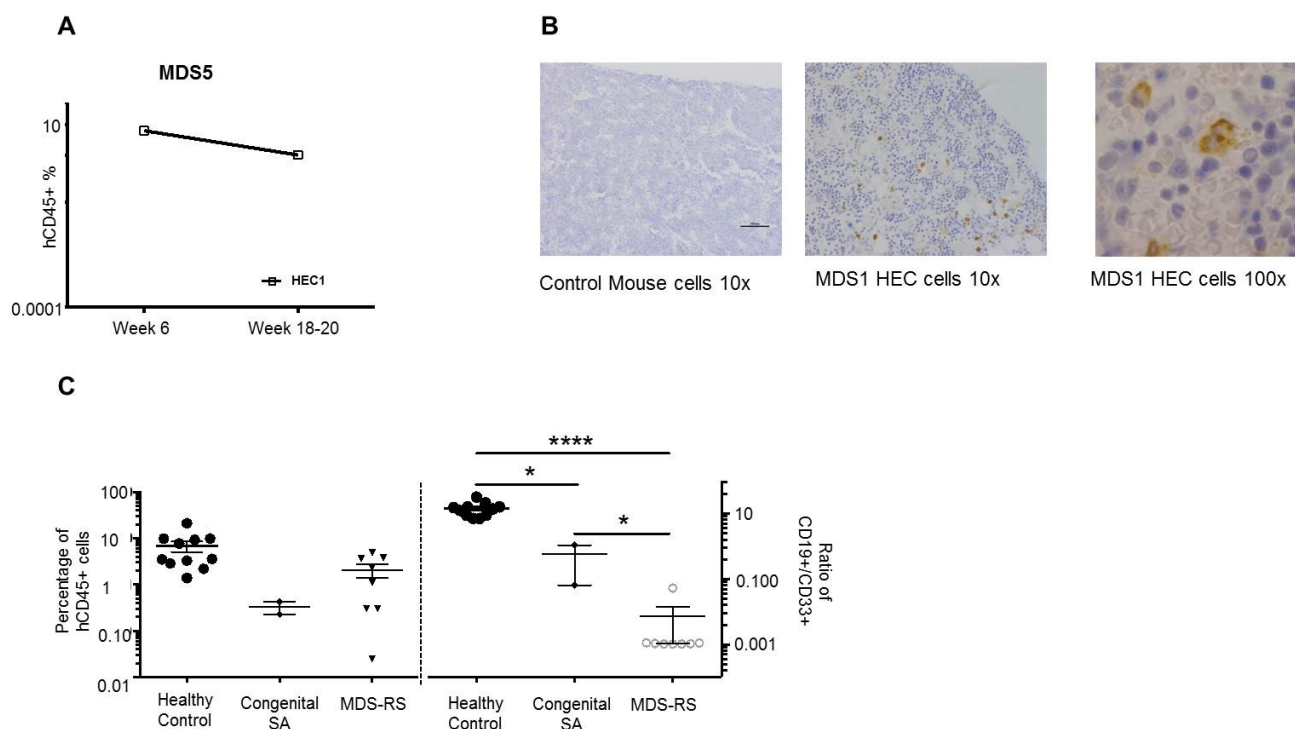 A
MDS5
10
hCD45+ %
0.0001
HEC1
Week 6
Week 18-20
B
Control Mouse cells 10x
MDS1 HEC cells 10x
MDS1 HEC cells 100x
C
Percentage of
hCD45+ cells
100
10
1
0.10
0.01
Healthy
Control
Congenital
SA
MDS-RS
****
*
*
Healthy
Control
Congenital
SA
MDS-RS
10
0.100
0.001
Ratio of
CD19+/CD33+